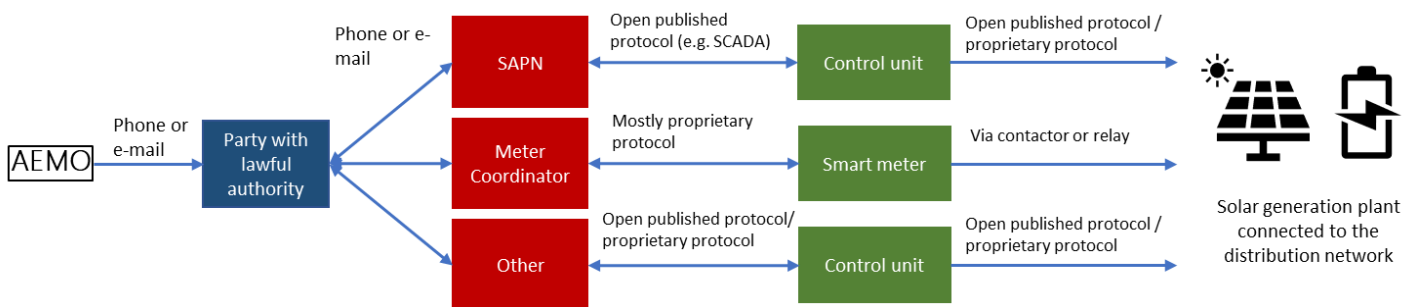 AEMO
Phone or
e-mail
Party with
lawful
authority
Phone or e-
mail
SAPN
Open published
protocol (e.g. SCADA)
Control unit
Open published protocol /
proprietary protocol
Meter
Coordinator
Mostly proprietary
protocol
Smart meter
Via contactor or relay
Other
Open published protocol/
proprietary protocol
Control unit
Open published protocol /
proprietary protocol
Solar generation plant
connected to the
distribution network